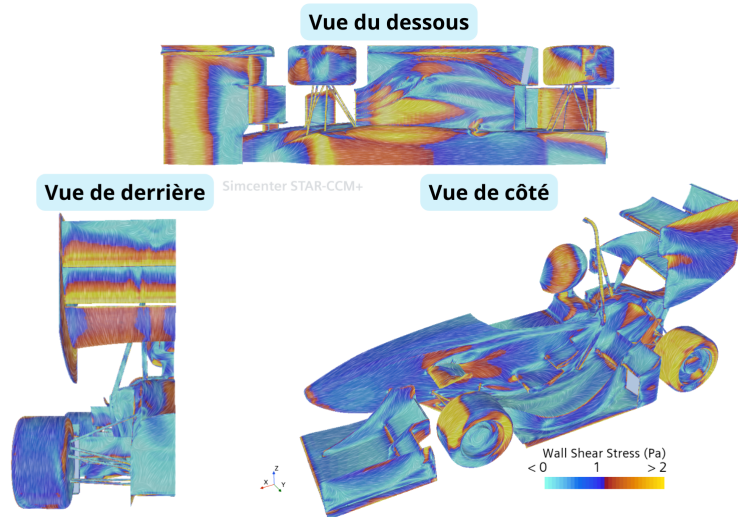 Vue du dessous
Vue de derrière
Simcenter STAR-CCM+
Vue de côté
Wall Shear Stress (Pa)
< 0 1 > 2
Z
X Y